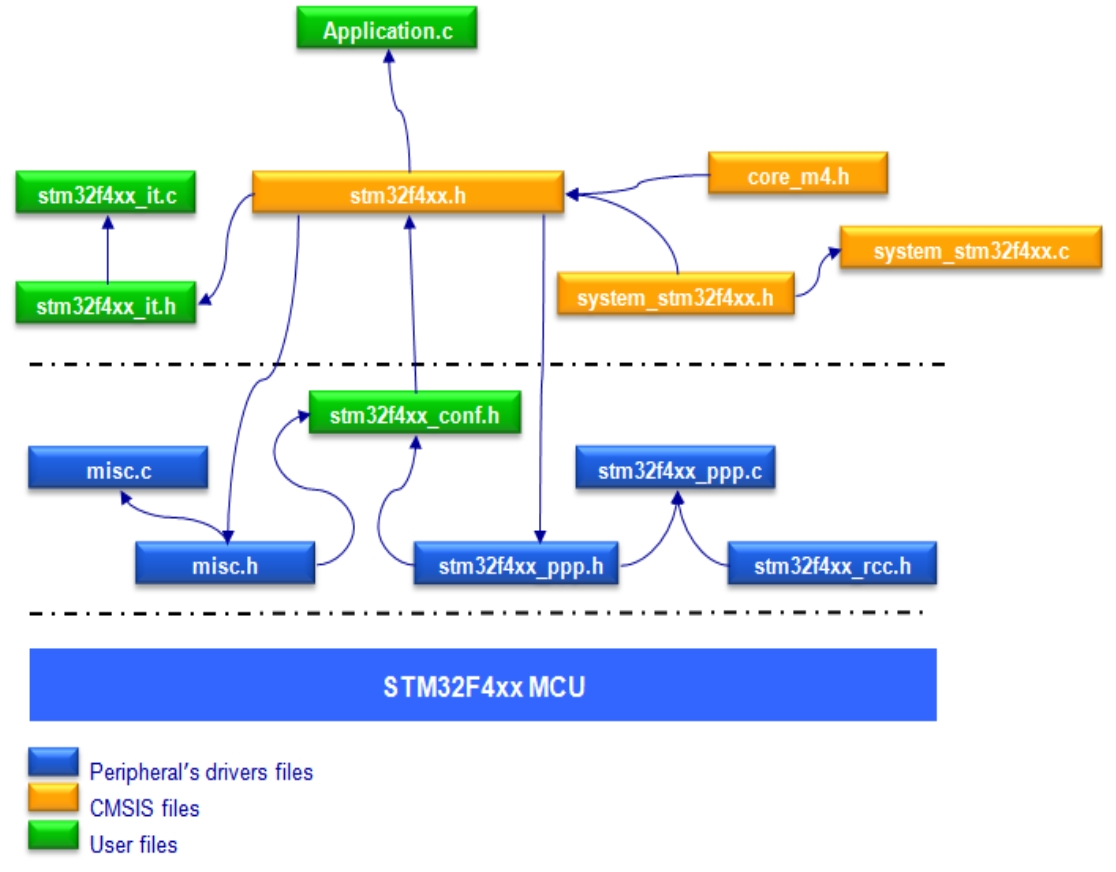 Application.c
stm32f4xx_it.c
stm32f4xx.h
core_m4.h
system_stm32f4xx.c
stm32f4xx_it.h
system_stm32f4xx.h
stm32f4xx_conf.h
misc.c
stm32f4xx_ppp.c
misc.h
stm32f4xx_ppp.h
stm32f4xx_rcc.h
STM32F4xx MCU
Peripheral's drivers files
CMSIS files
User files